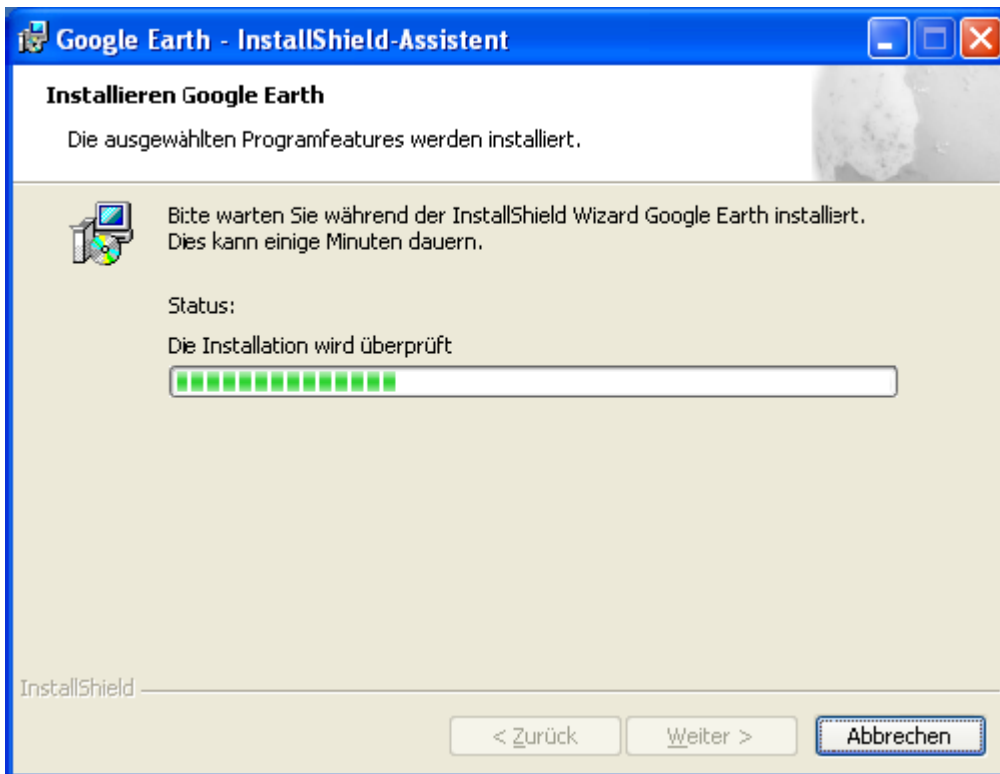 Google Earth - InstallShield-Assistent
Installieren Google Earth
Die ausgewählten Programfeatures werden installiert.
Bitte warten Sie während der InstallShield Wizard Google Earth installiert.
Dies kann einige Minuten dauern.
Status:
Die Installation wird überprüft
InstallShield
< Zurück
Weiter >
Abbrechen